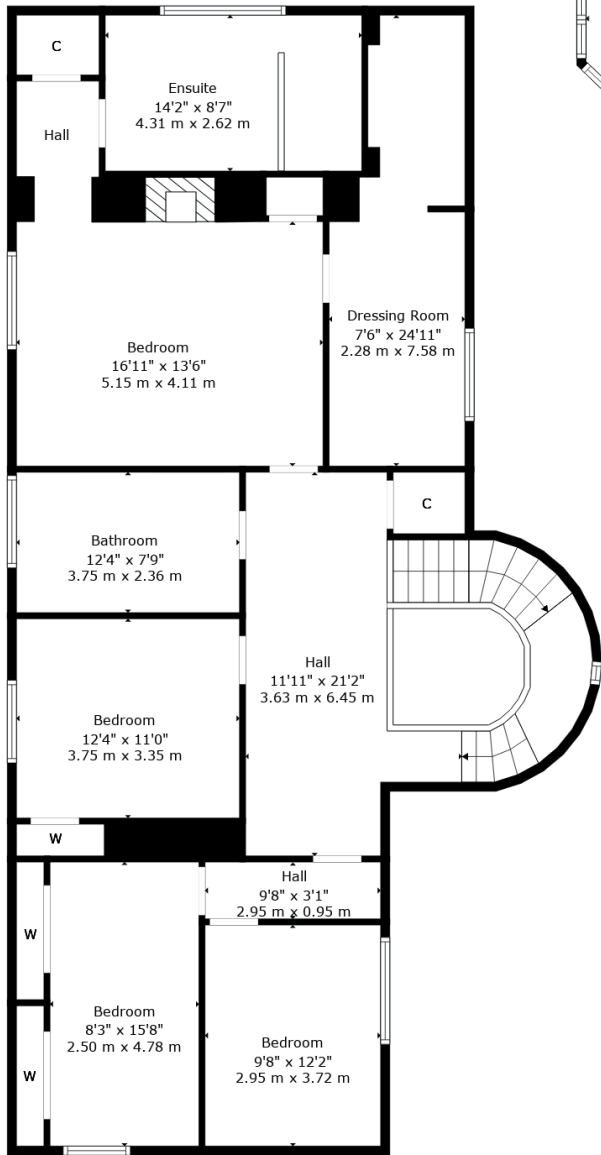 C
Ensuite
14'2" x 8'7"
4.31 m x 2.62 m
Hall
Dressing Room
7'6" x 24'11"
2.28 m x 7.58 m
Bedroom
16'11" x 13'6"
5.15 m x 4.11 m
C
Bathroom
12'4" x 7'9"
3.75 m x 2.36 m
Hall
11'11" x 21'2"
3.63 m x 6.45 m
Bedroom
12'4" x 11'0"
3.75 m x 3.35 m
W
Hall
9'8" x 3'1"
2.95 m x 0.95 m
W
Bedroom
8'3" x 15'8"
2.50 m x 4.78 m
Bedroom
9'8" x 12'2"
2.95 m x 3.72 m
W